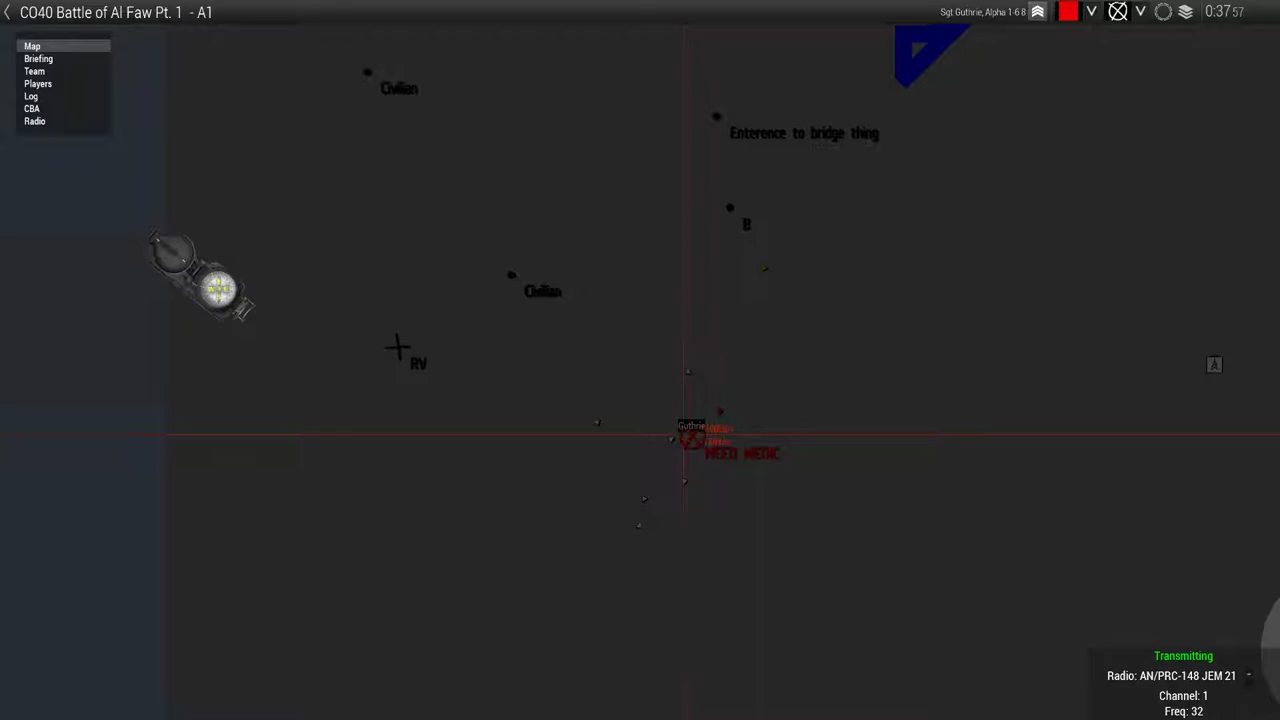 CO40 Battle of Al Faw Pt. 1 - A1
Sgt Guthrie, Alpha 1-6 8
0:37 57
Map
Briefing
Team
Players
Log
CBA
Radio
Civilian
Enterence to bridge thing
B
Civilian
RV
A
Guthrie
NEED MEDIC
Transmitting
Radio: AN/PRC-148 JEM 21
Channel: 1
Freq: 32